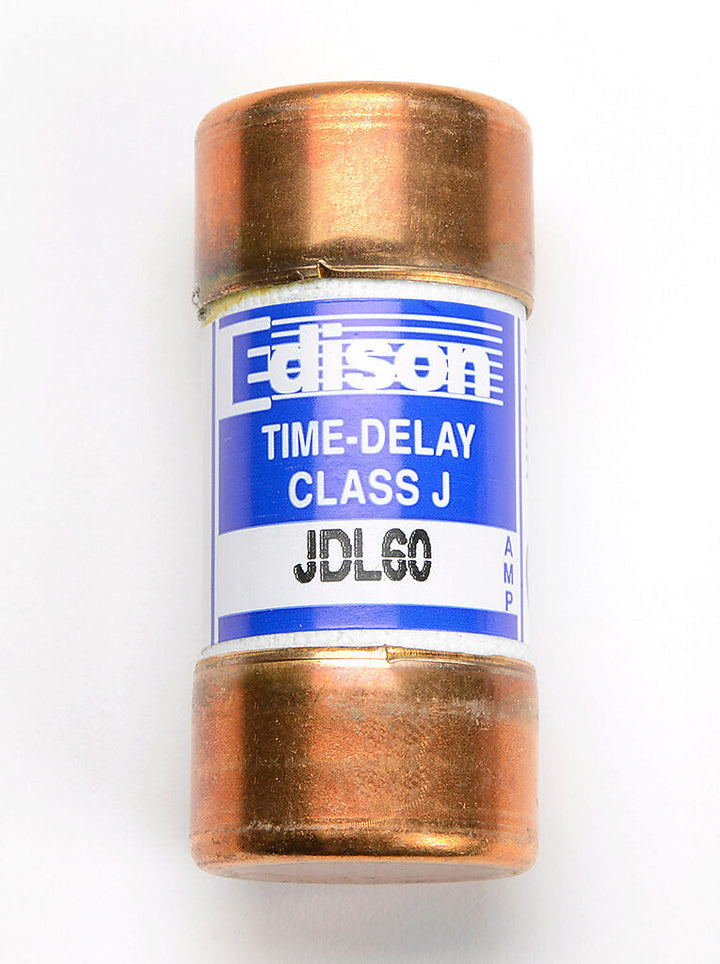 Edison
TIME-DELAY
CLASS J
JDL60
AMP